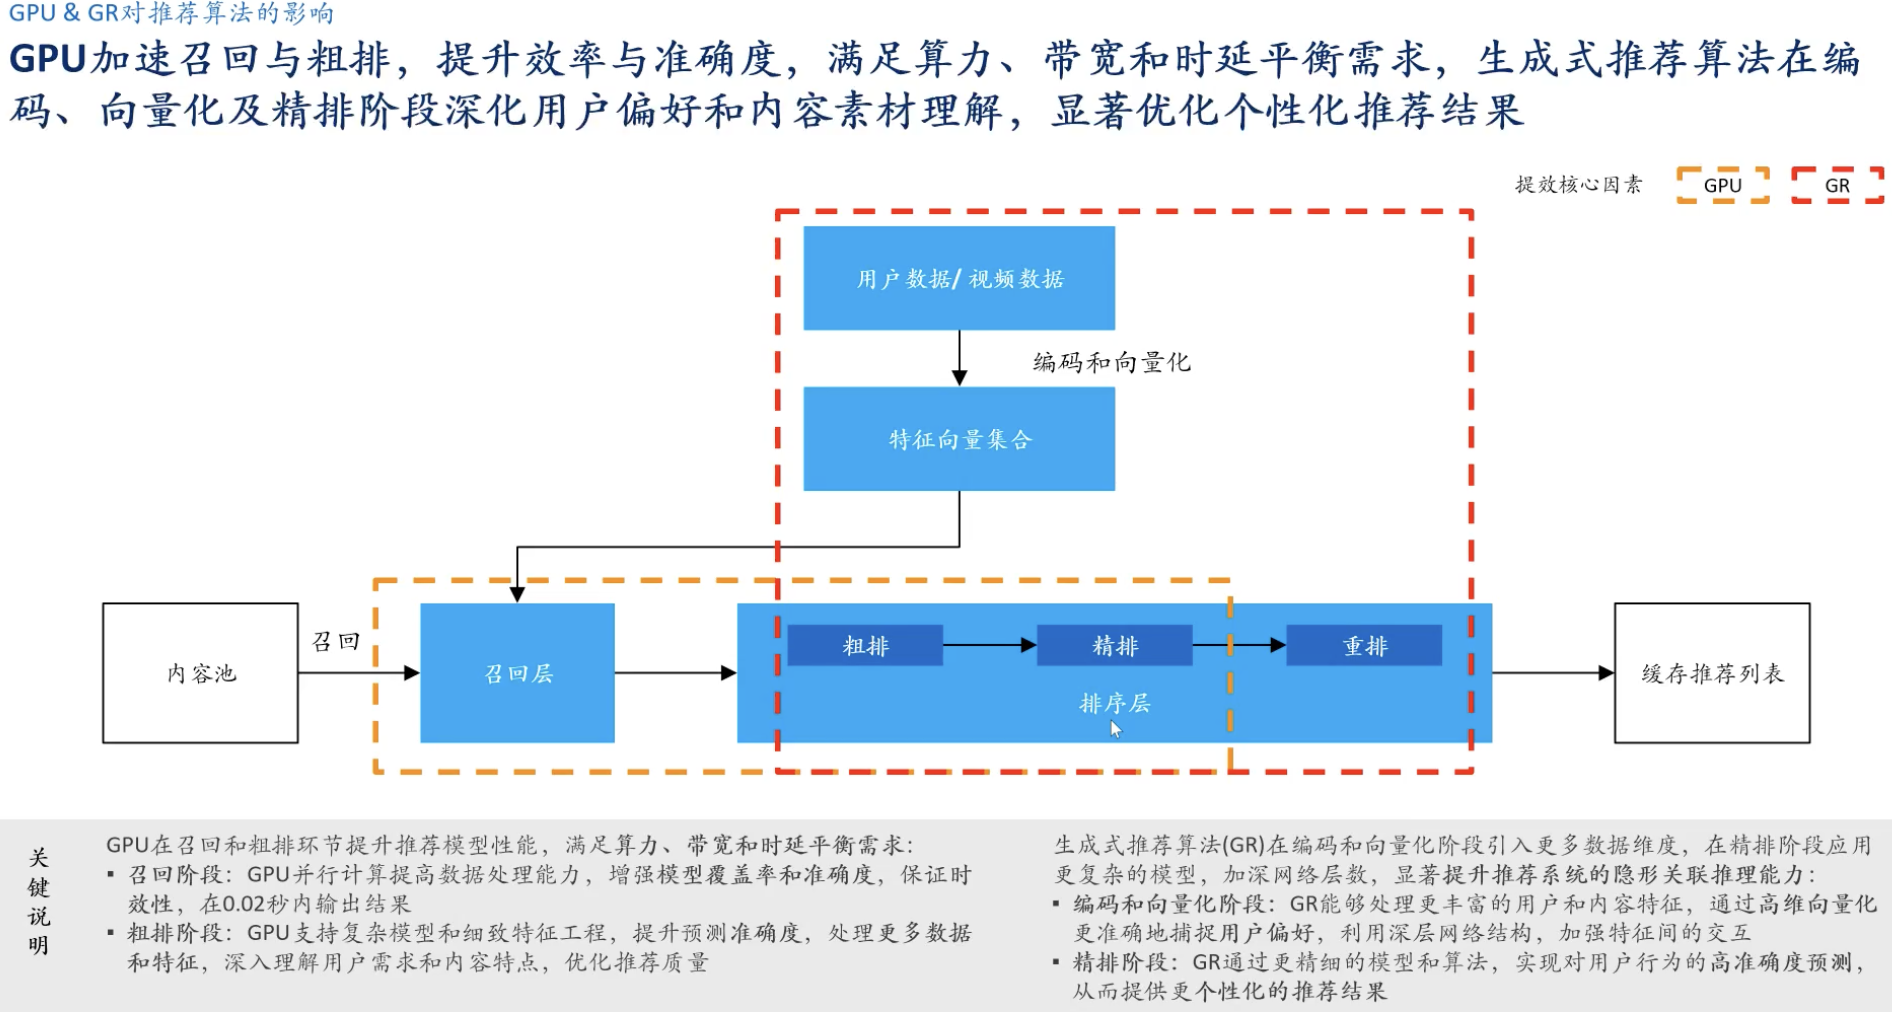 GPU & GR对推荐算法的影响
GPU加速召回与粗排，提升效率与准确度，满足算力、带宽和时延平衡需求，生成式推荐算法在编
码、向量化及精排阶段深化用户偏好和内容素材理解，显著优化个性化推荐结果
提效核心因素
GPU
GR
用户数据/ 视频数据
编码和向量化
特征向量集合
内容池
召回
召回层
粗排
精排
重排
排序层
缓存推荐列表
关键说明
GPU在召回和粗排环节提升推荐模型性能，满足算力、带宽和时延平衡需求：
▪ 召回阶段：GPU并行计算提高数据处理能力，增强模型覆盖率和准确度，保证时
效性，在0.02秒内输出结果
▪ 粗排阶段：GPU支持复杂模型和细致特征工程，提升预测准确度，处理更多数据
和特征，深入理解用户需求和内容特点，优化推荐质量
生成式推荐算法(GR)在编码和向量化阶段引入更多数据维度，在精排阶段应用
更复杂的模型，加深网络层数，显著提升推荐系统的隐形关联推理能力：
▪ 编码和向量化阶段：GR能够处理更丰富的用户和内容特征，通过高维向量化
更准确地捕捉用户偏好，利用深层网络结构，加强特征间的交互
▪ 精排阶段：GR通过更精细的模型和算法，实现对用户行为的高准确度预测，
从而提供更个性化的推荐结果